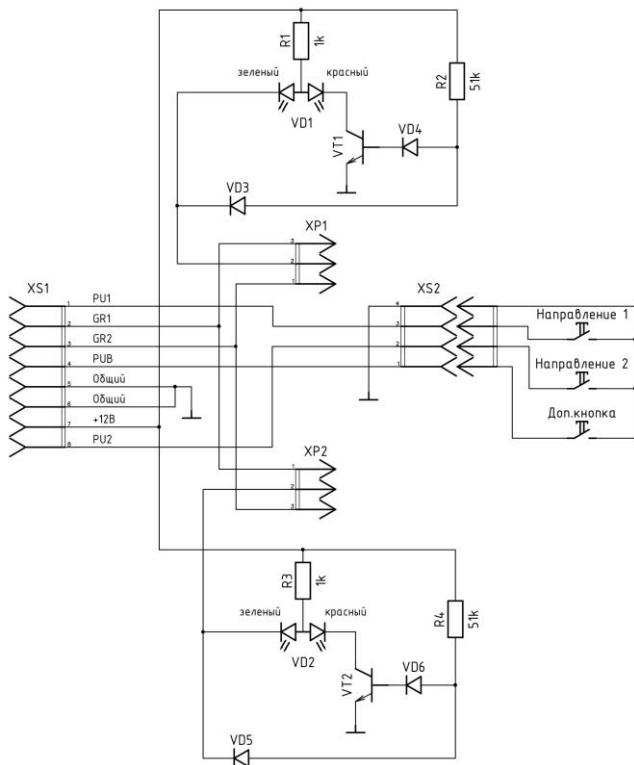 R1
1k
зеленый
красный
VD1
R2
51k
VT1
VD4
VD3
XP1
3
2
1
XS1
1 PU1
2 GR1
3 GR2
4 PUB
5 Общий
6 Общий
7 +12В
8 PU2
XS2
4
3
2
1
Направление 1
Направление 2
Доп.кнопка
XP2
1
2
3
R3
1k
зеленый
красный
VD2
R4
51k
VT2
VD6
VD5